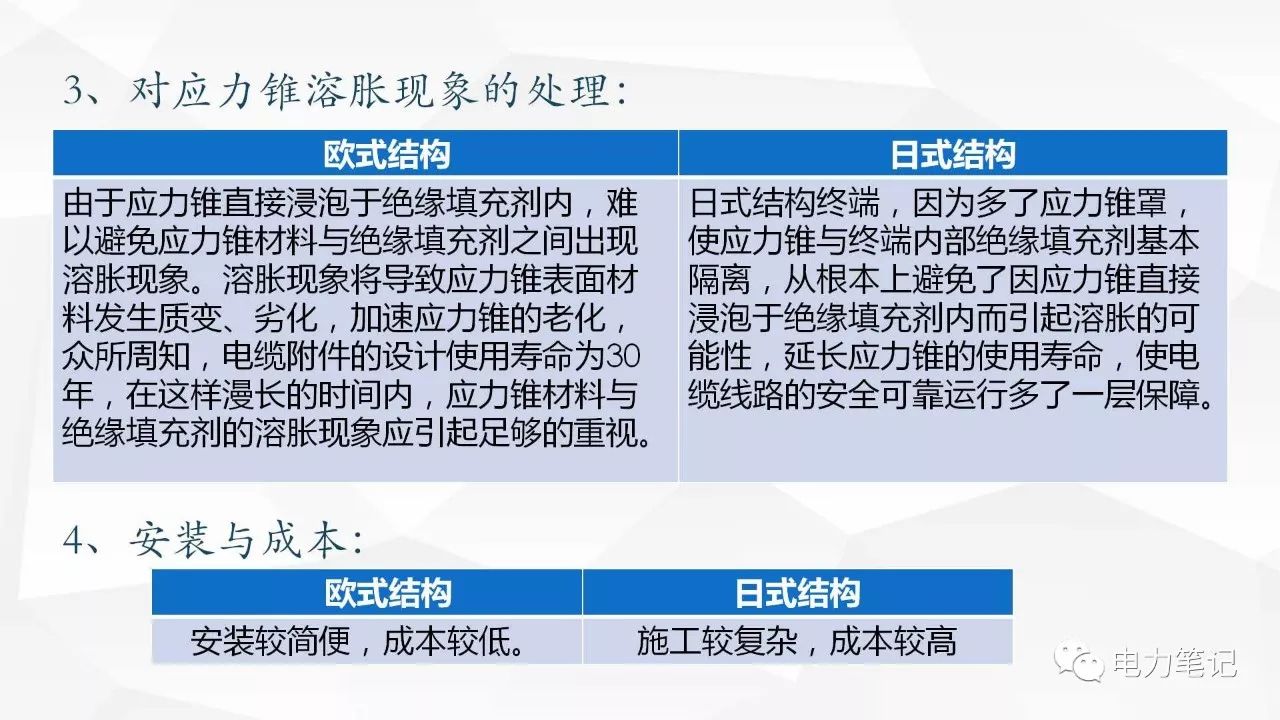 3、对应力锥溶胀现象的处理：
欧式结构
日式结构
由于应力锥直接浸泡于绝缘填充剂内，难
以避免应力锥材料与绝缘填充剂之间出现
溶胀现象。溶胀现象将导致应力锥表面材
料发生质变、劣化，加速应力锥的老化，
众所周知，电缆附件的设计使用寿命为30
年，在这样漫长的时间内，应力锥材料与
绝缘填充剂的溶胀现象应引起足够的重视。
日式结构终端，因为多了应力锥罩，
使应力锥与终端内部绝缘填充剂基本
隔离，从根本上避免了因应力锥直接
浸泡于绝缘填充剂内而引起溶胀的可
能性，延长应力锥的使用寿命，使电
缆线路的安全可靠运行多了一层保障。
4、安装与成本：
欧式结构
日式结构
安装较简便，成本较低。
施工较复杂，成本较高
电力笔记